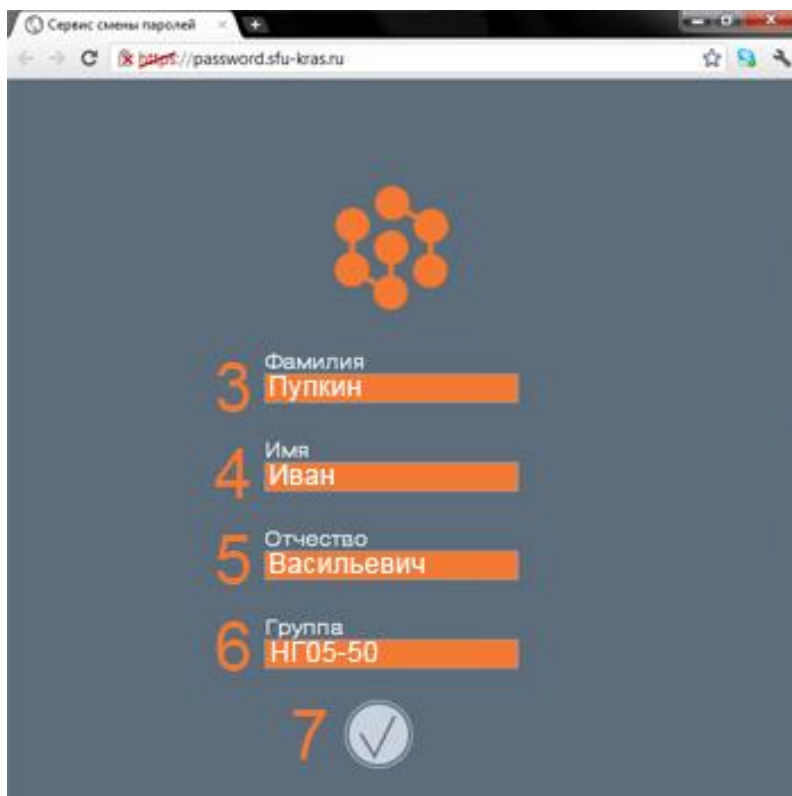 Сервис смены паролей
https://password.sfu-kras.ru
3 Фамилия
Пупкин
4 Имя
Иван
5 Отчество
Васильевич
6 Группа
НГ05-50
7